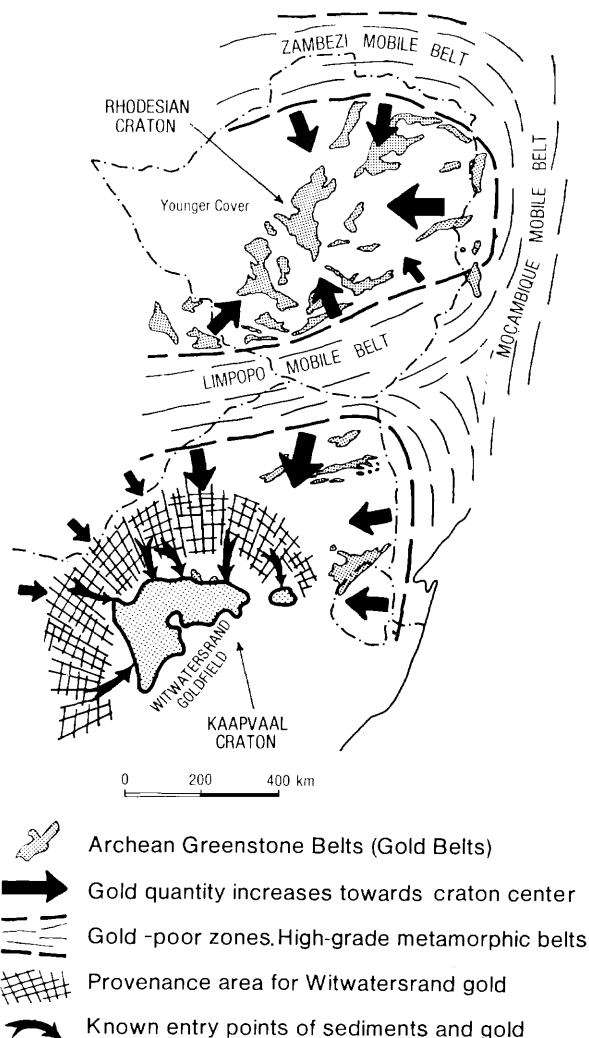 ZAMBEZI MOBILE BELT
RHODESIAN
CRATON
Younger Cover
MOÇAMBIQUE MOBILE BELT
LIMPOPO MOBILE BELT
WITWATERSRAND
GOLDFIELD
KAAPVAAL
CRATON
0 200 400 km
Archean Greenstone Belts (Gold Belts)
Gold quantity increases towards craton center
Gold -poor zones. High-grade metamorphic belts
Provenance area for Witwatersrand gold
Known entry points of sediments and gold